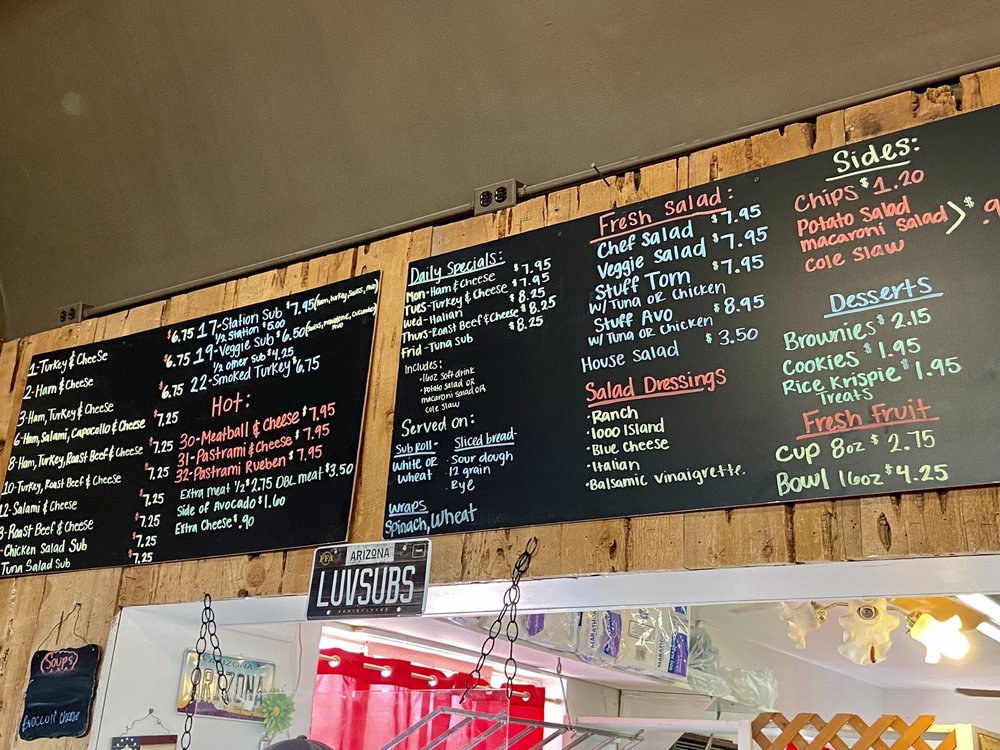 1-Turkey & Cheese $6.75
2-Ham & Cheese $6.75
3-Ham, Turkey & Cheese $6.75
6-Ham, Salami, Capocollo & Cheese $7.25
8-Ham, Turkey, Roast Beef & Cheese $7.25
10-Turkey, Roast Beef & Cheese $7.25
12-Salami & Cheese $7.25
3-Roast Beef & Cheese $7.25
-Chicken Salad Sub $7.25
Tuna Salad Sub $7.25
17-Station Sub $7.95 (Ham, Turkey, Swiss, Prov)
1/2 Station $5.00
19-Veggie Sub $6.50 (Swiss, Provolone, Cucumber, Avo)
1/2 other sub $4.25
22-Smoked Turkey $6.75
Hot:
30-Meatball & Cheese $7.95
31-Pastrami & Cheese $7.95
32-Pastrami Rueben $7.95
Extra meat 1/2 $2.75 DBL meat $3.50
Side of Avocado $1.60
Extra Cheese $.90
Daily Specials:
Mon-Ham & Cheese $7.95
Tues-Turkey & Cheese $7.95
Wed-Italian $8.25
Thurs-Roast Beef & Cheese $8.25
Frid-Tuna Sub $8.25
Includes:
·16oz Soft drink
·Potato Salad or
macaroni Salad or
Cole Slaw
Served on:
Sub Roll-
White or
Wheat
Sliced bread-
·Sour dough
·12 grain
·Rye
Wraps
Spinach, Wheat
Fresh Salad:
Chef Salad $7.95
Veggie Salad $7.95
Stuff Tom $7.95
w/Tuna or Chicken
Stuff Avo $8.95
w/Tuna or Chicken
House Salad $3.50
Salad Dressings
·Ranch
·1000 Island
·Blue Cheese
·Italian
·Balsamic Vinaigrette.
Sides:
Chips $1.20
Potato Salad
macaroni Salad
Cole Slaw
Desserts
Brownies $2.15
Cookies $1.95
Rice Krispie $1.95
Treats
Fresh Fruit
Cup 8oz $2.75
Bowl 16oz $4.25
ARIZONA
LUVSUBS
Soups
Broccoli Cheese
ARIZONA
ARIZONA
MARATHON